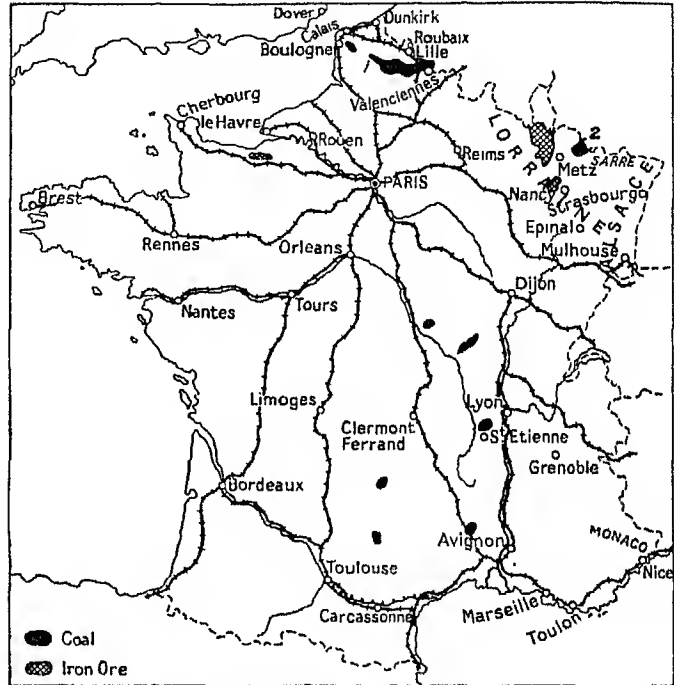 Dover
Dunkirk
Calais
Boulogne
Roubaix
Lille
Valenciennes
1
Cherbourg
le Havre
Rouen
Reims
LORRAINE
2
SARRE
Metz
Nancy
Strasbourg
ALSACE
PARIS
Brest
Rennes
Orleans
Epinal
Mulhouse
Dijon
Nantes
Tours
Limoges
Clermont
Ferrand
Lyon
St Etienne
Grenoble
Bordeaux
Avignon
MONACO
Nice
Toulouse
Carcassonne
Marseille
Toulon
Coal
Iron Ore